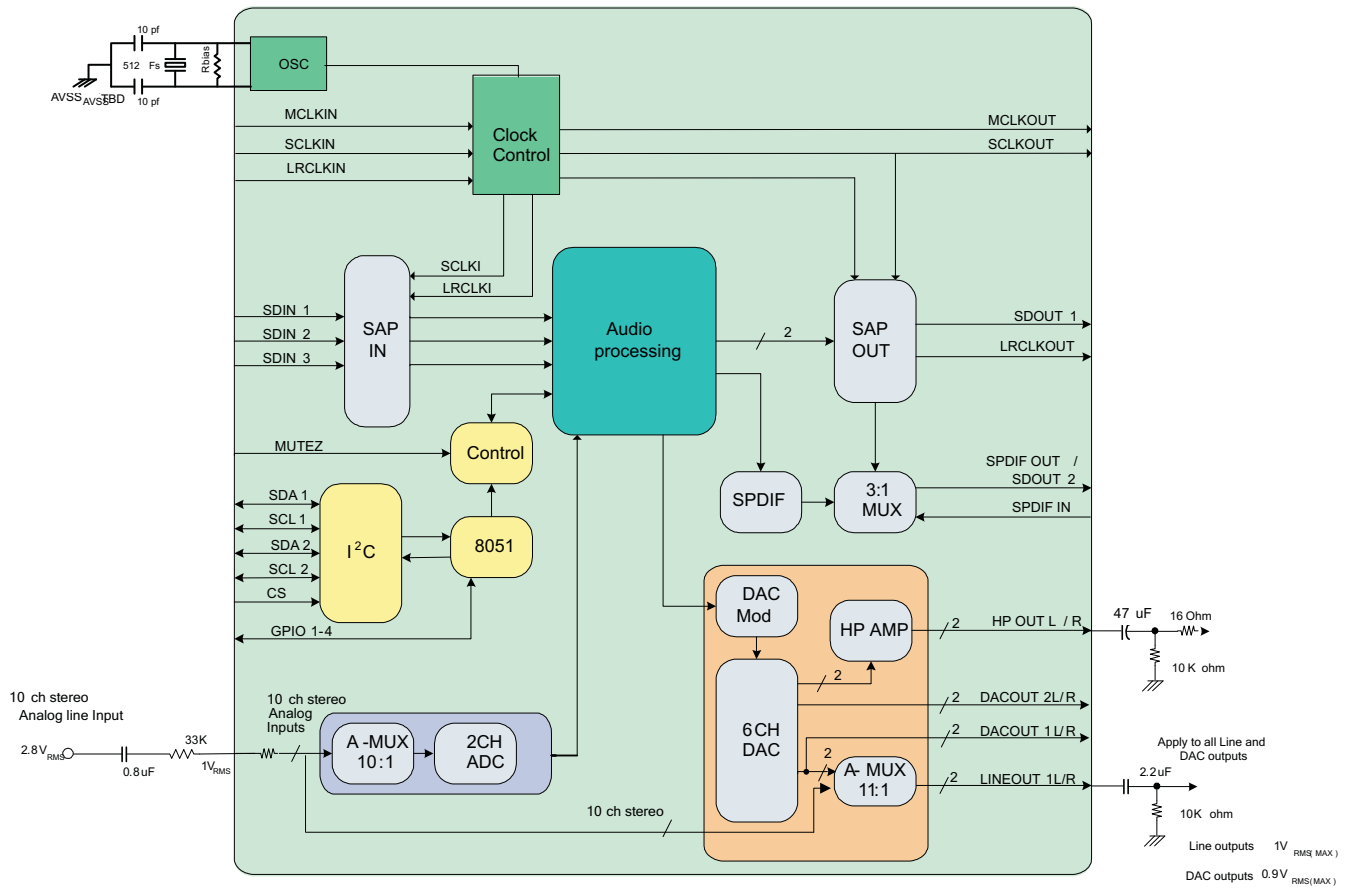 10 pf
512 Fs
Rbias
OSC
AVSS AVSS TBD
10 pf
MCLKIN
SCLKIN
LRCLKIN
Clock
Control
MCLKOUT
SCLKOUT
SCLKI
LRCLKI
SDIN 1
SDIN 2
SDIN 3
SAP
IN
Audio
processing
2
SAP
OUT
SDOUT 1
LRCLKOUT
MUTEZ
Control
SPDIF
3:1
MUX
SPDIF OUT /
SDOUT 2
SPDIF IN
SDA 1
SCL 1
SDA 2
SCL 2
CS
GPIO 1-4
I2C
8051
DAC
Mod
HP AMP
2
HP OUT L / R
47 uF
16 Ohm
10 K ohm
2
6CH
DAC
2
DACOUT 2L/R
2
DACOUT 1L/R
2
A- MUX
11:1
2
LINEOUT 1L/R
Apply to all Line and
DAC outputs
2.2uF
10K ohm
Line outputs 1V RMS(MAX)
DAC outputs 0.9V RMS(MAX)
10 ch stereo
Analog line Input
2.8V RMS
0.8uF
33K
1V RMS
10 ch stereo
Analog
Inputs
A-MUX
10:1
2CH
ADC
10 ch stereo